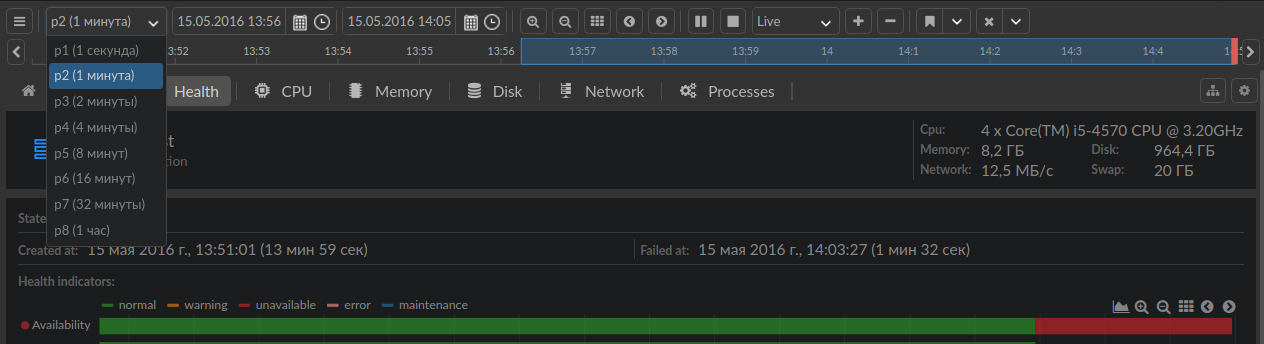 p2 (1 минута) 15.05.2016 13:56 15.05.2016 14:05 Live
p1 (1 секунда)
p2 (1 минута)
p3 (2 минуты)
p4 (4 минуты)
p5 (8 минут)
p6 (16 минут)
p7 (32 минуты)
p8 (1 час)
3:52 13:53 13:54 13:55 13:56 13:57 13:58 13:59 14 14:1 14:2 14:3 14:4
Health CPU Memory Disk Network Processes
Cpu: 4 x Core(TM) i5-4570 CPU @ 3.20GHz
Memory: 8,2 ГБ Disk: 964,4 ГБ
Network: 12,5 МБ/с Swap: 20 ГБ
State
Created at: 15 мая 2016 г., 13:51:01 (13 мин 59 сек) Failed at: 15 мая 2016 г., 14:03:27 (1 мин 32 сек)
Health indicators:
normal warning unavailable error maintenance
Availability